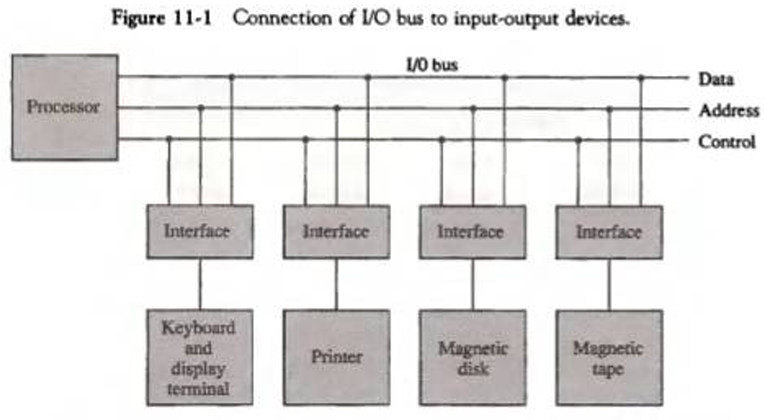 Figure 11-1 Connection of I/O bus to input-output devices.
I/O bus
Processor
Data
Address
Control
Interface
Interface
Interface
Interface
Keyboard
and
display
terminal
Printer
Magnetic
disk
Magnetic
tape